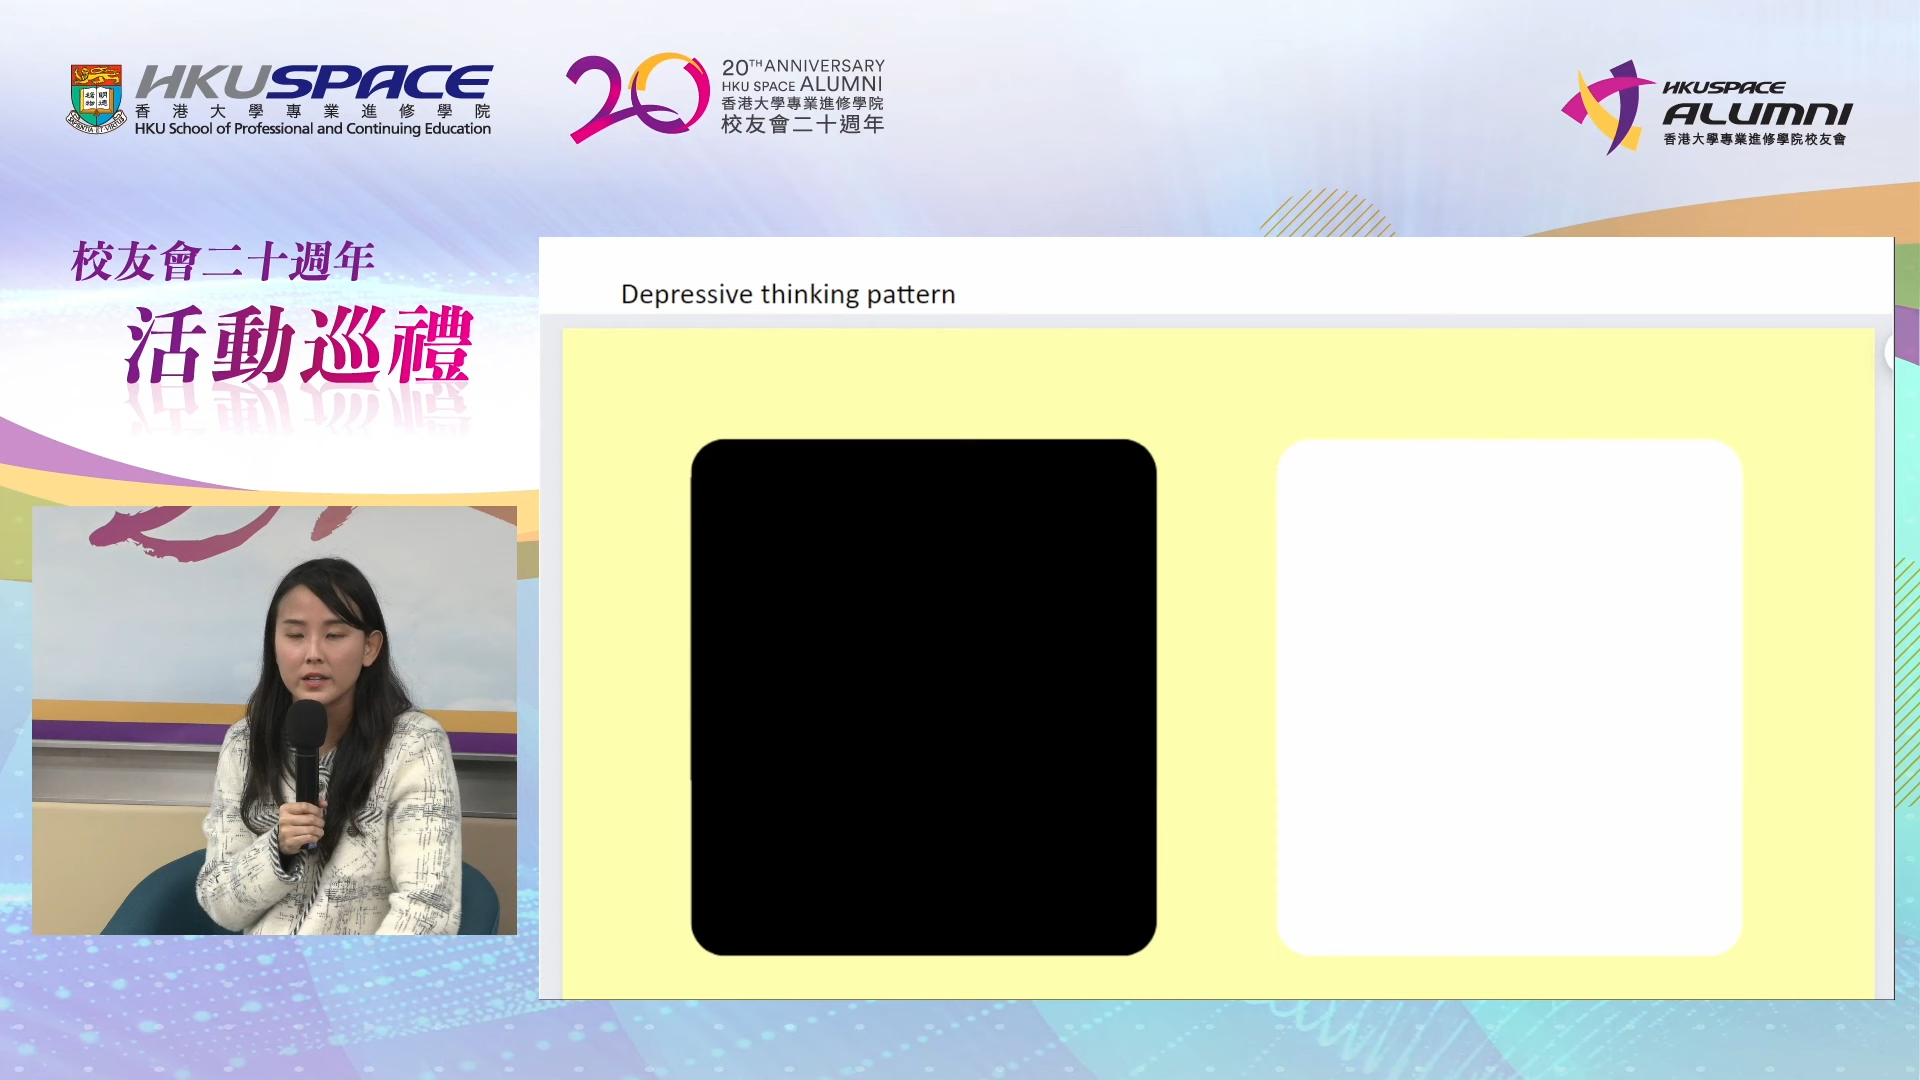 HKUSPACE
香港大學專業進修學院
HKU School of Professional and Continuing Education
20TH ANNIVERSARY
HKU SPACE ALUMNI
香港大學專業進修學院
校友會二十週年
HKUSPACE
ALUMNI
香港大學專業進修學院校友會
校友會二十週年
活動巡禮
Depressive thinking pattern